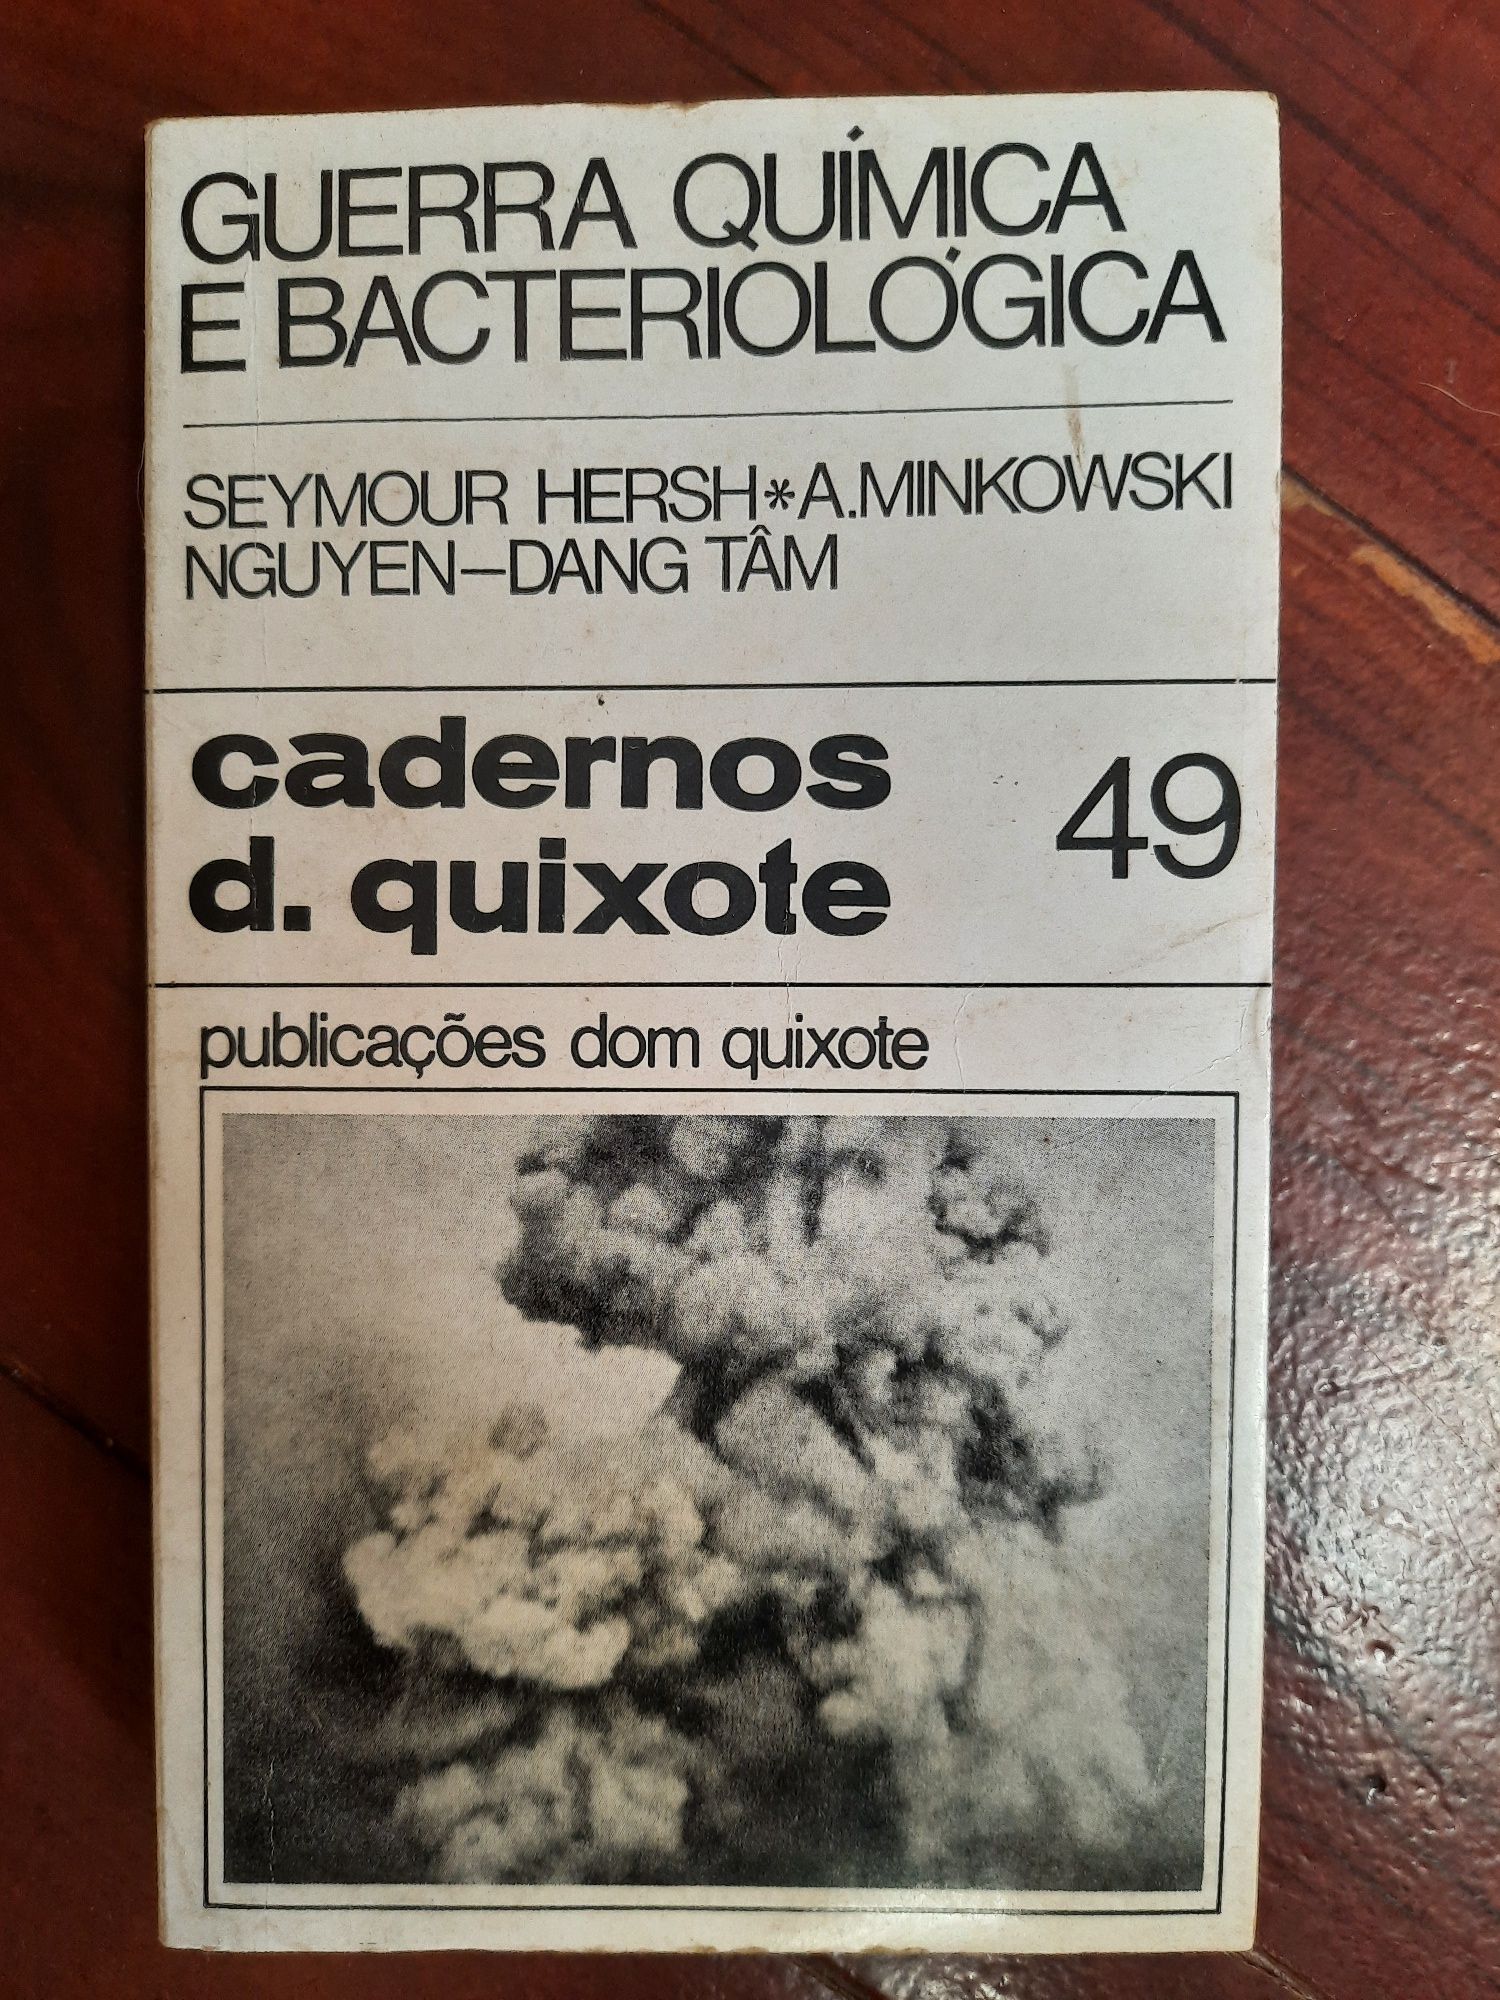 GUERRA QUÍMICA
E BACTERIOLÓGICA
SEYMOUR HERSH*A.MINKOWSKI
NGUYEN-DANG TÂM
cadernos
d. quixote
49
publicações dom quixote